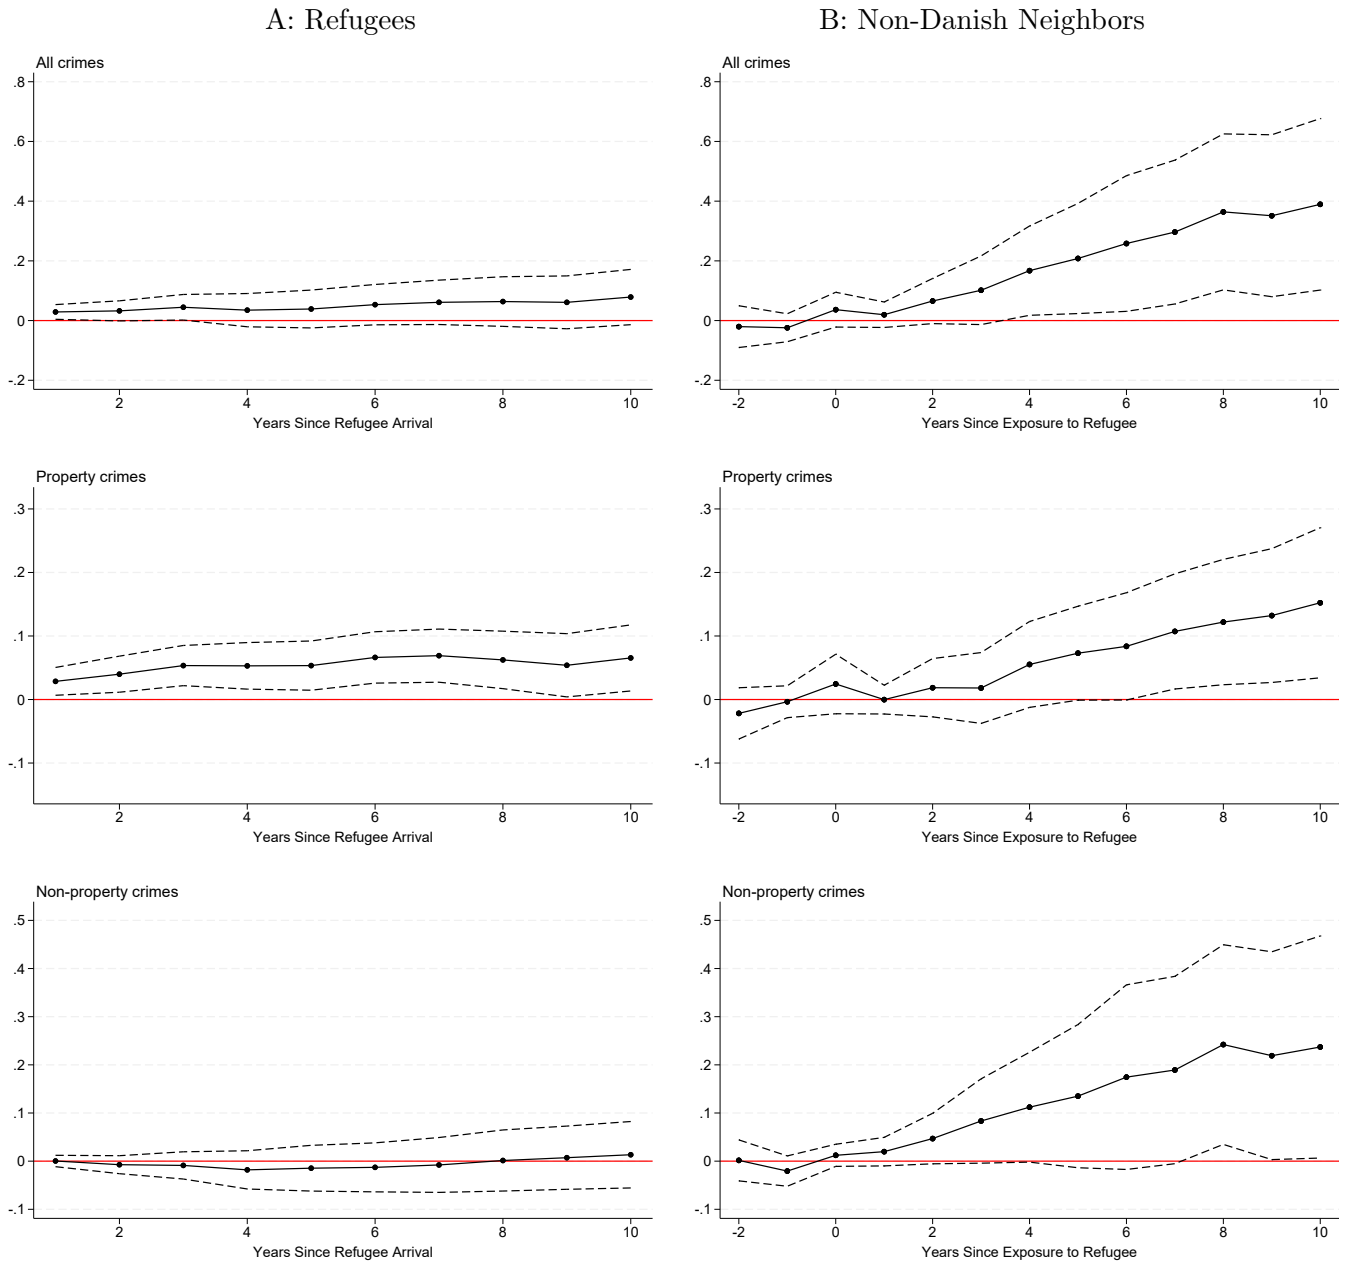 A: Refugees
B: Non-Danish Neighbors
All crimes
.8
.6
.4
.2
0
-.2
2 4 6 8 10
Years Since Refugee Arrival
All crimes
.8
.6
.4
.2
0
-.2
-2 0 2 4 6 8 10
Years Since Exposure to Refugee
Property crimes
.3
.2
.1
0
-.1
2 4 6 8 10
Years Since Refugee Arrival
Property crimes
.3
.2
.1
0
-.1
-2 0 2 4 6 8 10
Years Since Exposure to Refugee
Non-property crimes
.5
.4
.3
.2
.1
0
-.1
2 4 6 8 10
Years Since Refugee Arrival
Non-property crimes
.5
.4
.3
.2
.1
0
-.1
-2 0 2 4 6 8 10
Years Since Exposure to Refugee